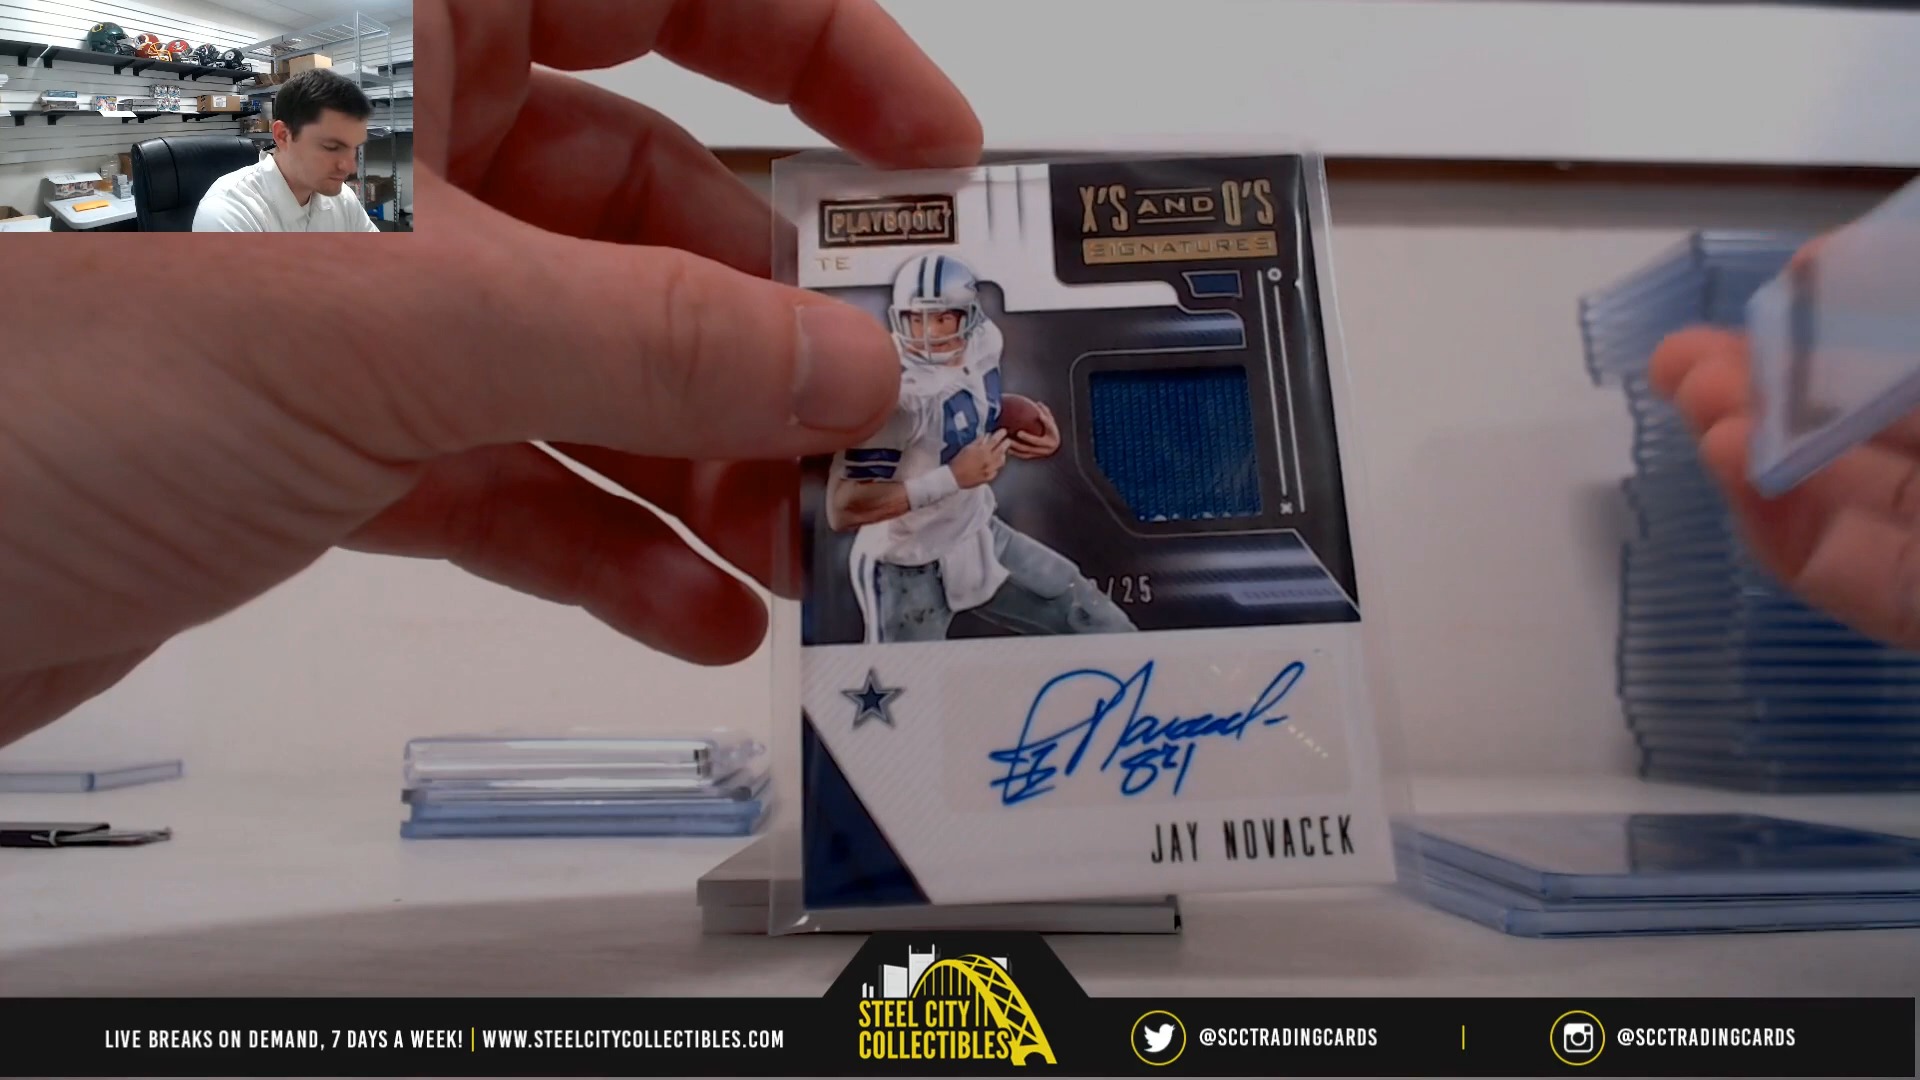 PLAYBOOK
TE
X'S AND O'S
SIGNATURES
/25
84
JAY NOVACEK
STEEL CITY
COLLECTIBLES
LIVE BREAKS ON DEMAND, 7 DAYS A WEEK! | WWW.STEELCITYCOLLECTIBLES.COM
@SCCTRADINGCARDS | @SCCTRADINGCARDS